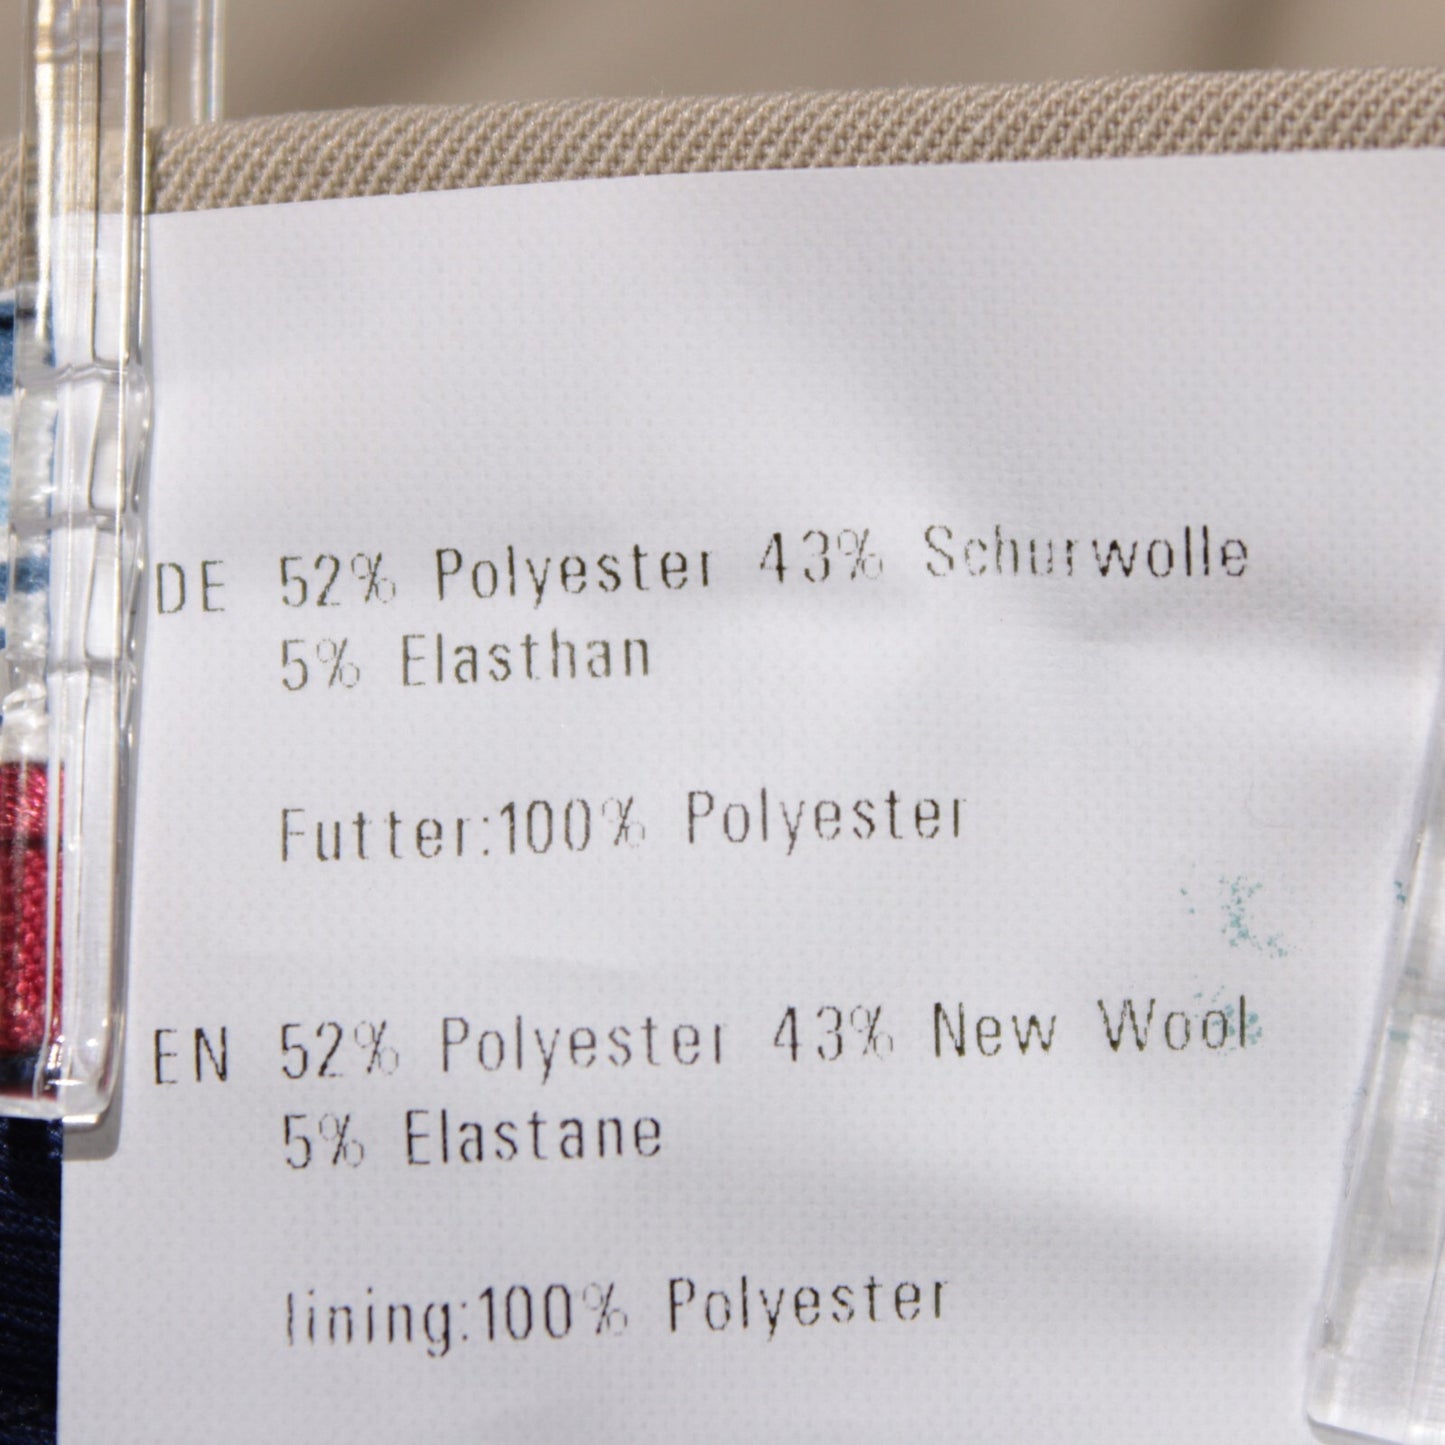 DE 52% Polyester 43% Schurwolle
5% Elasthan
Futter:100% Polyester
EN 52% Polyester 43% New Wool
5% Elastane
lining:100% Polyester